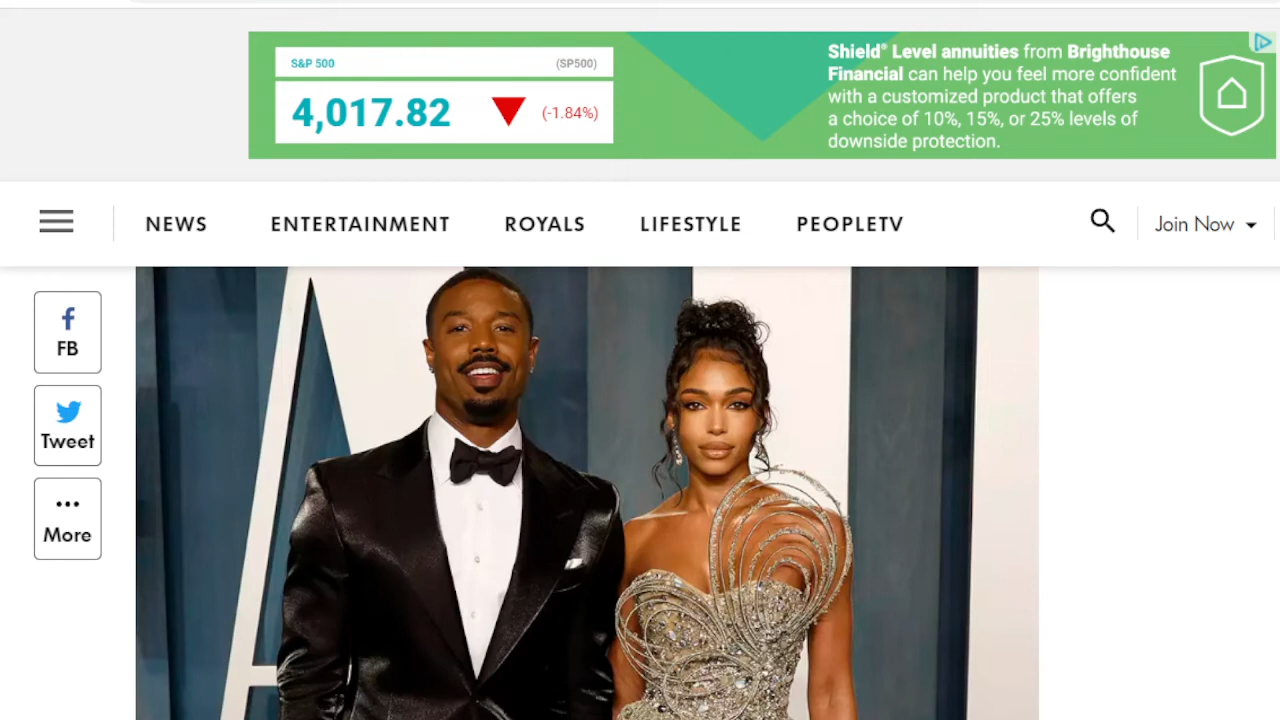 S&P 500 (SP500)
4,017.82 (-1.84%)
Shield® Level annuities from Brighthouse
Financial can help you feel more confident
with a customized product that offers
a choice of 10%, 15%, or 25% levels of
downside protection.
NEWS ENTERTAINMENT ROYALS LIFESTYLE PEOPLETV Join Now
FB
Tweet
More
A